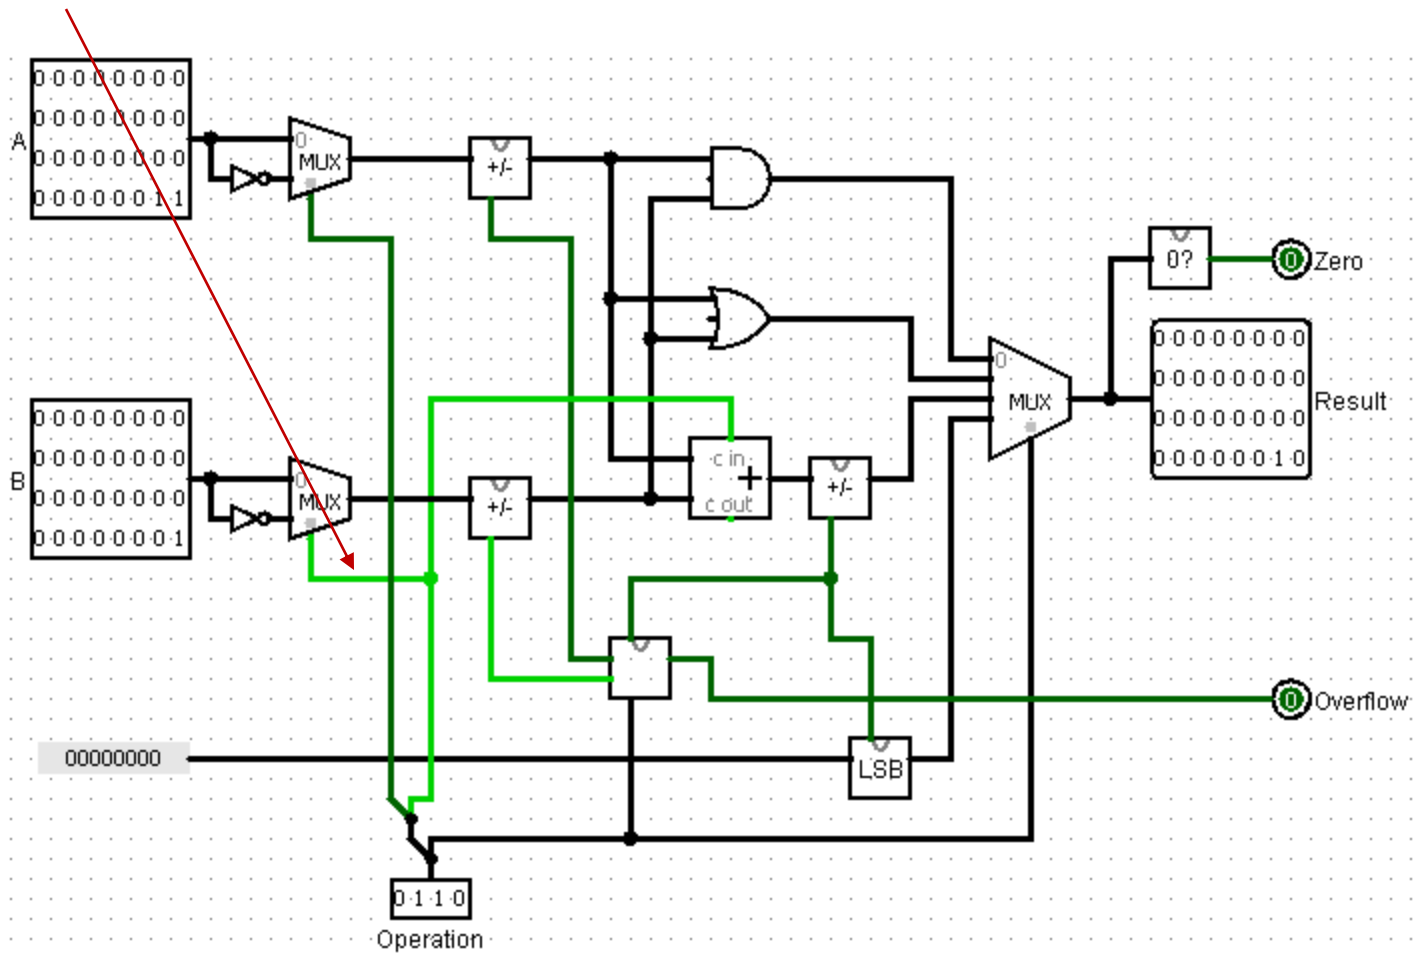 A
0 0 0 0 0 0 0 0
0 0 0 0 0 0 0 0
0 0 0 0 0 0 0 0
0 0 0 0 0 0 1 1
0
MUX
+/-
0?
0
Zero
0 0 0 0 0 0 0 0
0 0 0 0 0 0 0 0
0 0 0 0 0 0 0 0
0 0 0 0 0 0 1 0
Result
0
MUX
B
0 0 0 0 0 0 0 0
0 0 0 0 0 0 0 0
0 0 0 0 0 0 0 0
0 0 0 0 0 0 0 1
0
MUX
+/-
c in
+
c out
+/-
0
Overflow
00000000
LSB
0 1 1 0
Operation